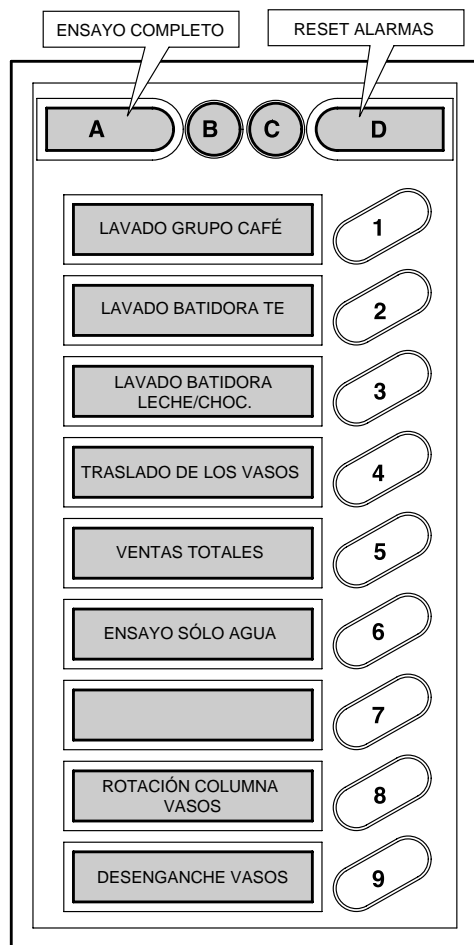 ENSAYO COMPLETO
RESET ALARMAS
A
B
C
D
LAVADO GRUPO CAFÉ
1
LAVADO BATIDORA TE
2
LAVADO BATIDORA
LECHE/CHOC.
3
TRASLADO DE LOS VASOS
4
VENTAS TOTALES
5
ENSAYO SÓLO AGUA
6
7
ROTACIÓN COLUMNA
VASOS
8
DESENGANCHE VASOS
9